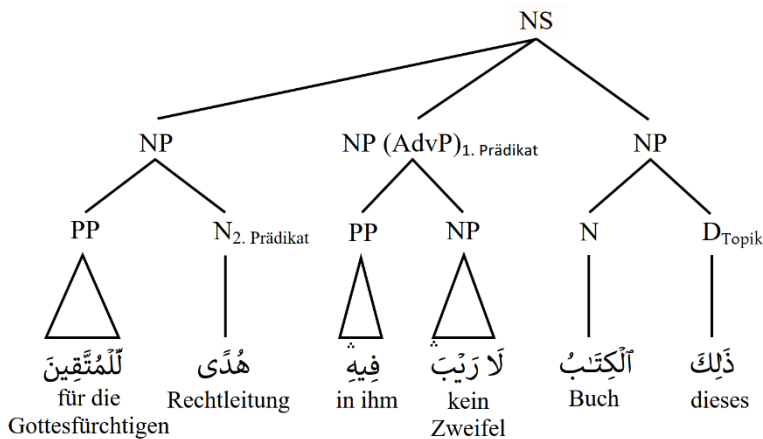 NS
NP NP (AdvP)1. Prädikat NP
PP N2. Prädikat PP NP N DTopik
ذَٰلِكَ ٱلْكِتَـٰبُ لَا رَيْبَ ۛ فِيهِ ۛ هُدًى لِّلْمُتَّقِينَ
für die Rechtleitung in ihm kein Buch dieses
Gottesfürchtigen Zweifel